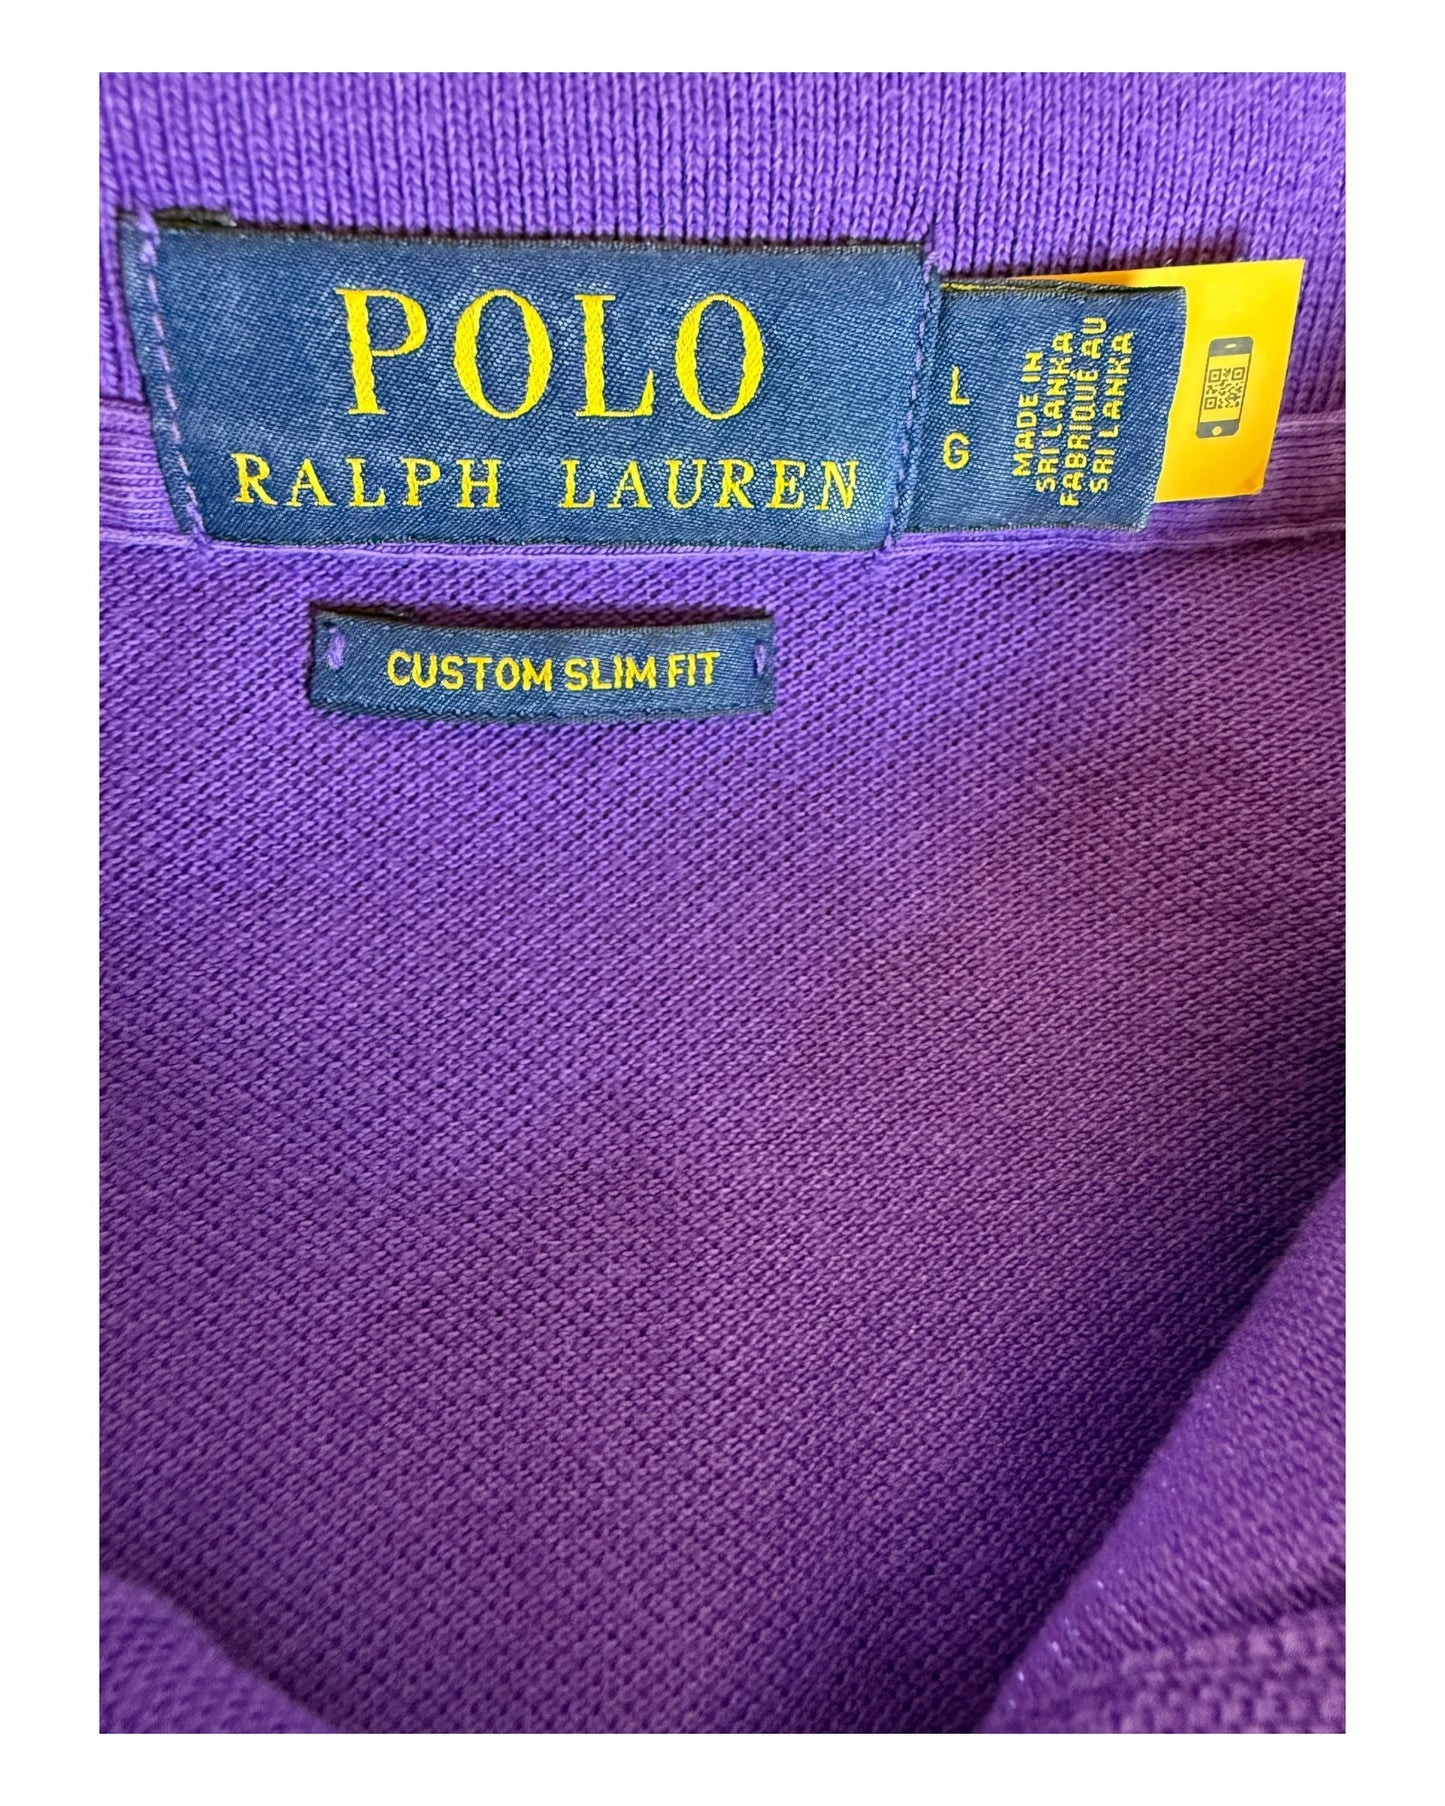 POLO
RALPH LAUREN
L
G
MADE IN
SRI LANKA
FABRIQUÉ AU
SRI LANKA
CUSTOM SLIM FIT